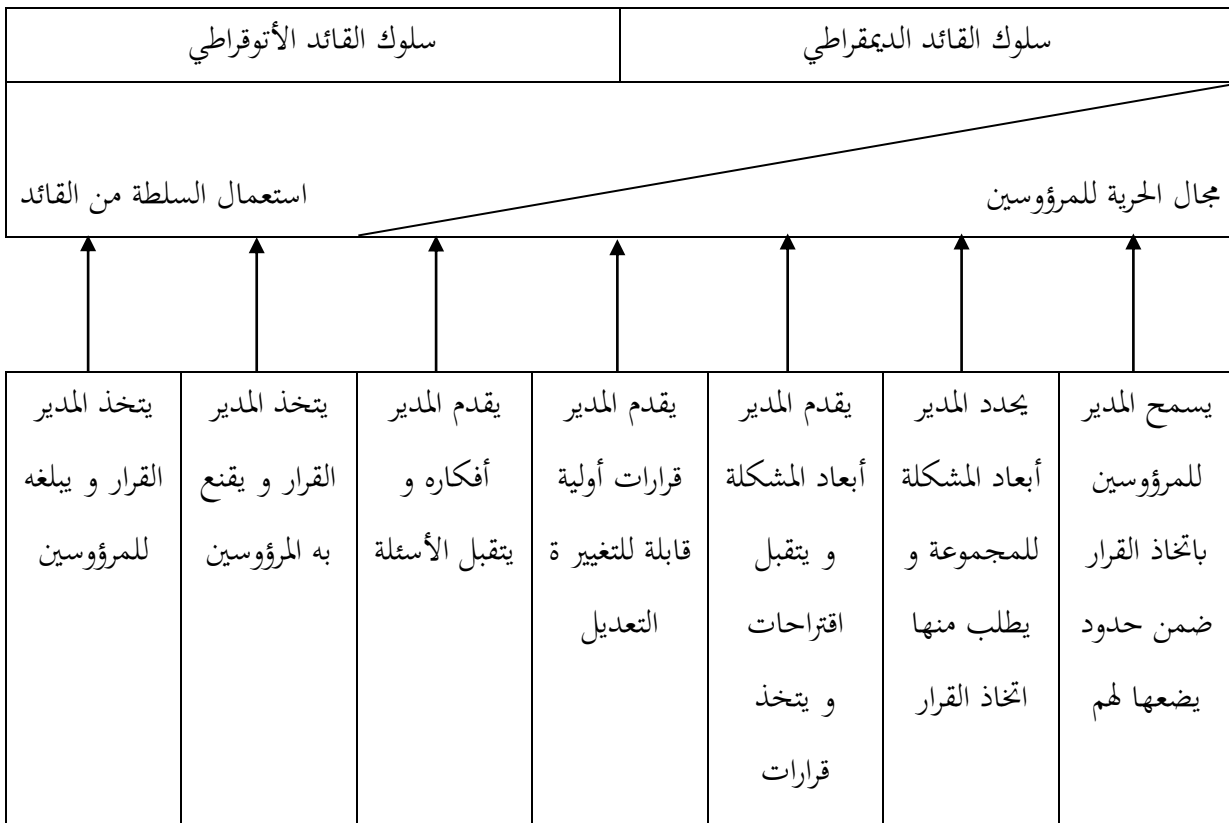 سلوك القائد الديمقراطي
سلوك القائد الأتوقراطي
مجال الحرية للمرؤوسين
استعمال السلطة من القائد
يسمح المدير
للمرؤوسين
باتخاذ القرار
ضمن حدود
يضعها لهم
يحدد المدير
أبعاد المشكلة
للمجموعة و
يطلب منها
اتخاذ القرار
يقدم المدير
أبعاد المشكلة
و يتقبل
اقتراحات
و يتخذ
قرارات
يقدم المدير
قرارات أولية
قابلة للتغيير ة
التعديل
يقدم المدير
أفكاره و
يتقبل الأسئلة
يتخذ المدير
القرار و يقنع
به المرؤوسين
يتخذ المدير
القرار و يبلغه
للمرؤوسين